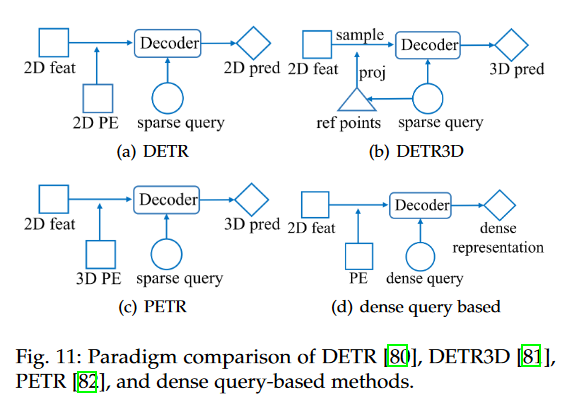 Decoder
2D feat
2D pred
2D PE
sparse query
(a) DETR
sample
Decoder
2D feat
proj
3D pred
ref points
sparse query
(b) DETR3D
Decoder
2D feat
3D pred
3D PE
sparse query
(c) PETR
Decoder
2D feat
dense
representation
PE
dense query
(d) dense query based
Fig. 11: Paradigm comparison of DETR [80], DETR3D [81],
PETR [82], and dense query-based methods.